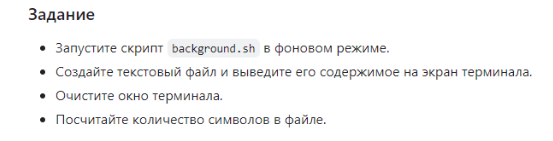 Задание
Запустите скрипт background.sh в фоновом режиме.
Создайте текстовый файл и выведите его содержимое на экран терминала.
Очистите окно терминала.
Посчитайте количество символов в файле.